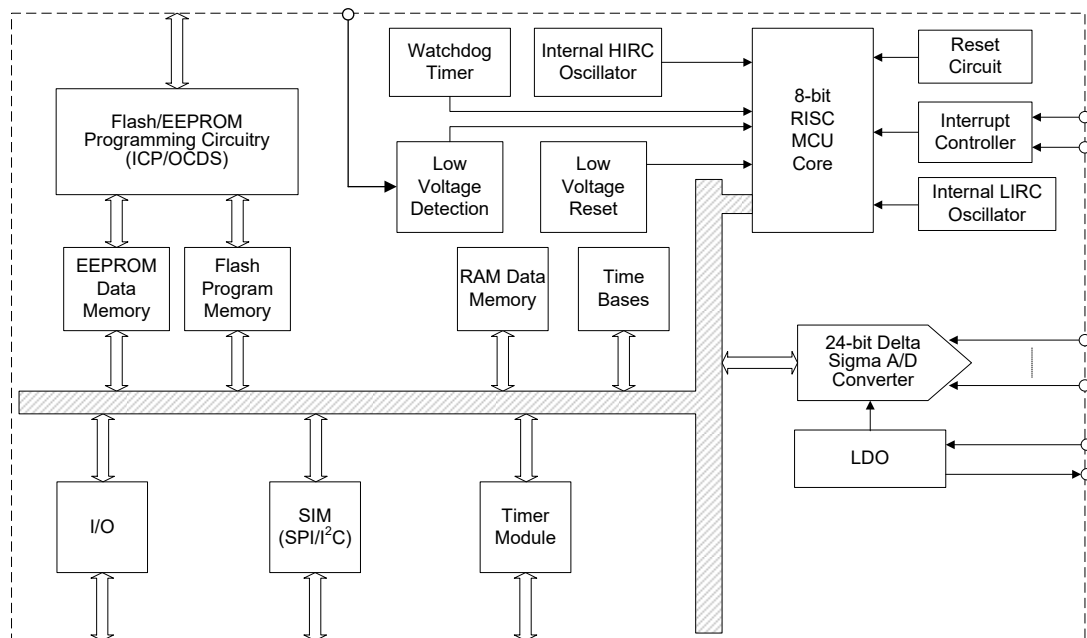 Watchdog
Timer
Internal HIRC
Oscillator
8-bit
RISC
MCU
Core
Reset
Circuit
Flash/EEPROM
Programming Circuitry
(ICP/OCDS)
Interrupt
Controller
Low
Voltage
Detection
Low
Voltage
Reset
Internal LIRC
Oscillator
EEPROM
Data
Memory
Flash
Program
Memory
RAM Data
Memory
Time
Bases
24-bit Delta
Sigma A/D
Converter
LDO
I/O
SIM
(SPI/I²C)
Timer
Module